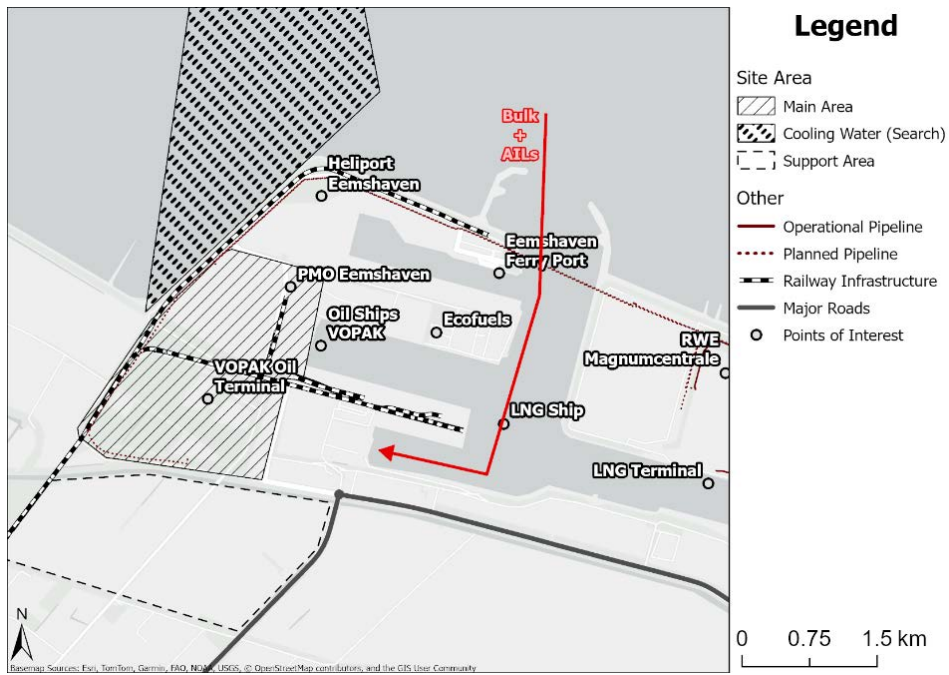 Bulk
+
AILs
Heliport
Eemshaven
Eemshaven
Ferry Port
PMO Eemshaven
Oil Ships
VOPAK
Ecofuels
RWE
Magnumcentrale
VOPAK Oil
Terminal
LNG Ship
LNG Terminal
N
Basemap Sources: Esri, TomTom, Garmin, FAO, NOAA, USGS, © OpenStreetMap contributors, and the GIS User Community
Legend
Site Area
Main Area
Cooling Water (Search)
Support Area
Other
Operational Pipeline
Planned Pipeline
Railway Infrastructure
Major Roads
Points of Interest
0 0.75 1.5 km